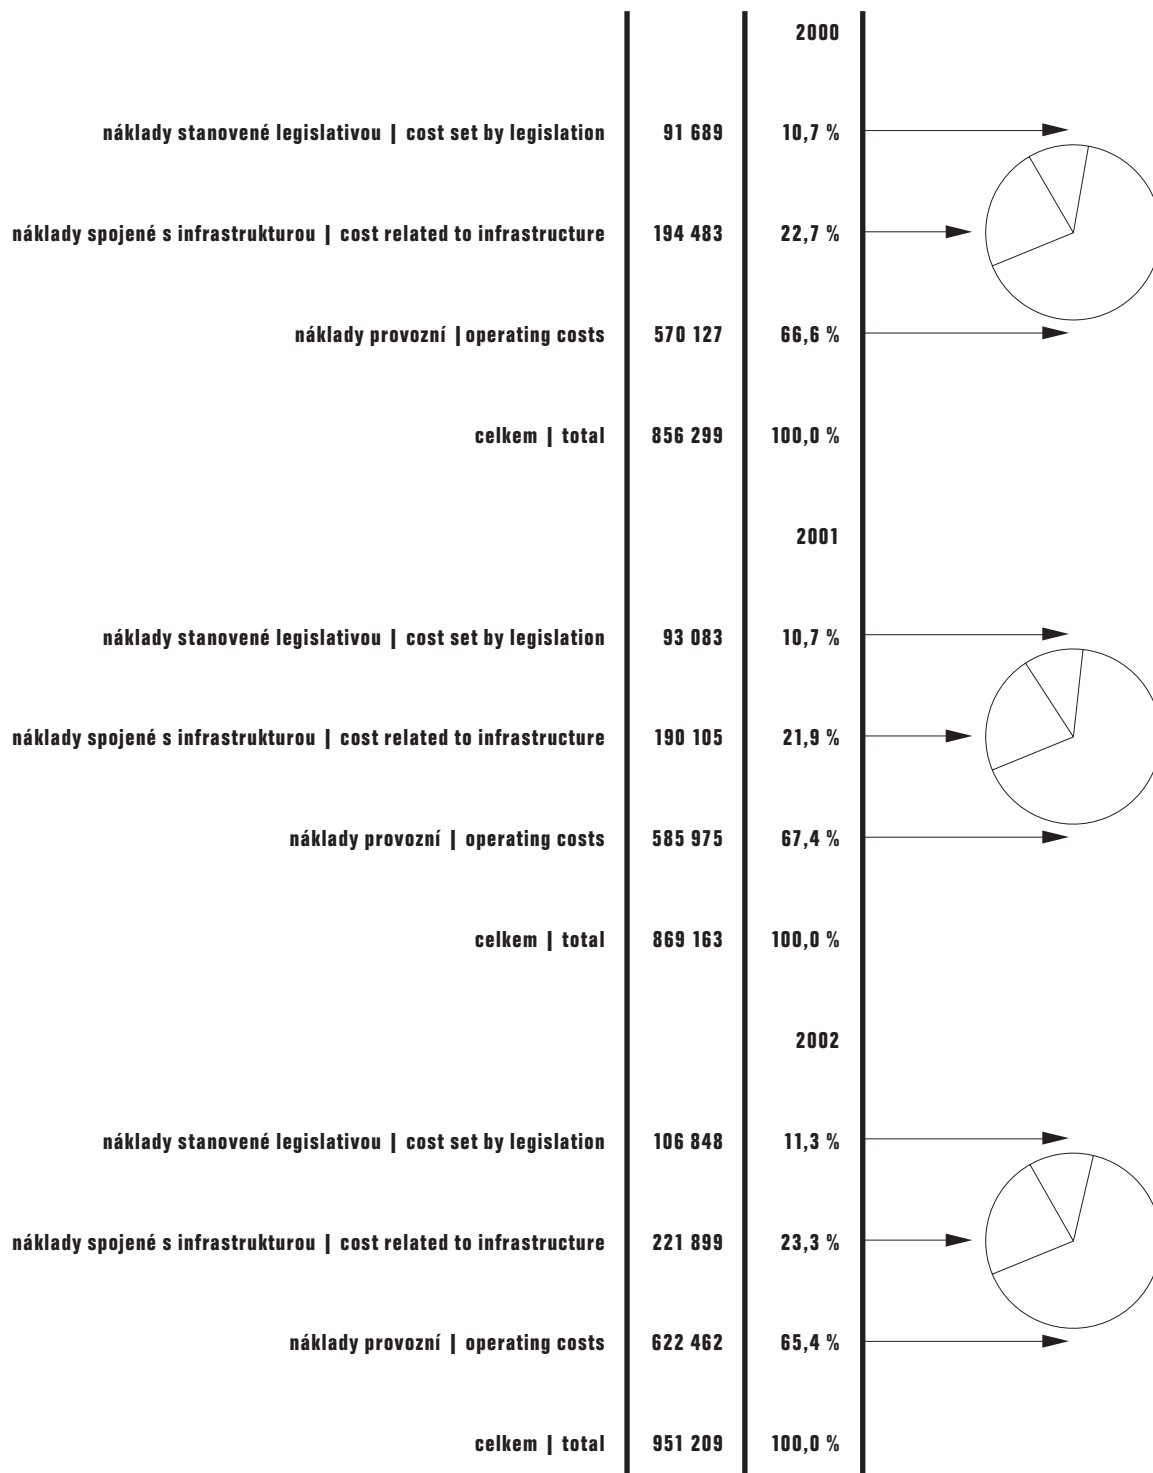 2000
náklady stanovené legislativou | cost set by legislation 91 689 10,7 %
náklady spojené s infrastrukturou | cost related to infrastructure 194 483 22,7 %
náklady provozní | operating costs 570 127 66,6 %
celkem | total 856 299 100,0 %
2001
náklady stanovené legislativou | cost set by legislation 93 083 10,7 %
náklady spojené s infrastrukturou | cost related to infrastructure 190 105 21,9 %
náklady provozní | operating costs 585 975 67,4 %
celkem | total 869 163 100,0 %
2002
náklady stanovené legislativou | cost set by legislation 106 848 11,3 %
náklady spojené s infrastrukturou | cost related to infrastructure 221 899 23,3 %
náklady provozní | operating costs 622 462 65,4 %
celkem | total 951 209 100,0 %